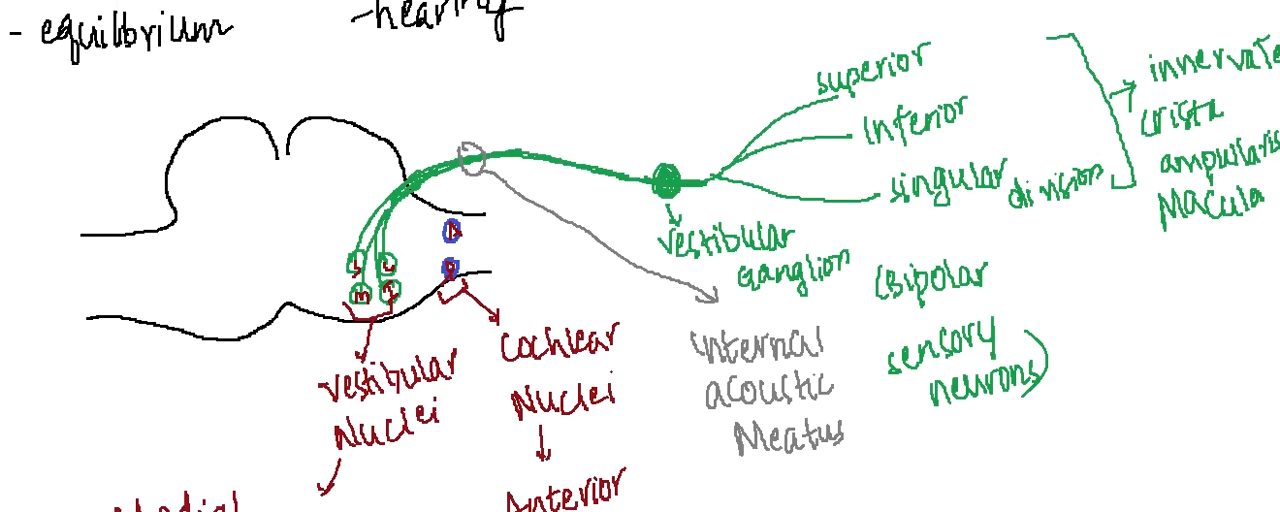 - equilibrium
-hearing
superior
inferior
singular division
innervate
crista
ampularis
Macula
vestibular
ganglion
(Bipolar
sensory
neurons)
internal
acoustic
Meatus
S
L
M
I
P
Cochlear
Nuclei
vestibular
Nuclei
Anterior